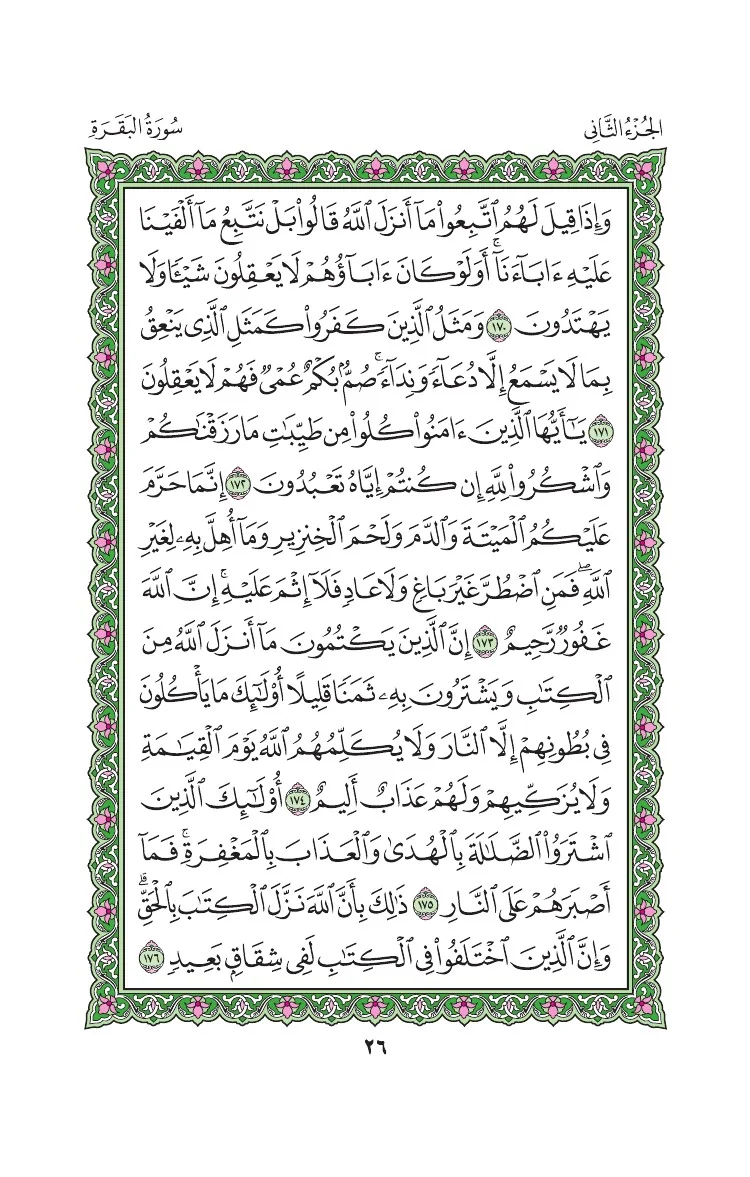 الجُزْءُ الثَّانِي
سُورَةُ البَقَرَةِ
وَإِذَا قِيلَ لَهُمُ ٱتَّبِعُوا۟ مَآ أَنزَلَ ٱللَّهُ قَالُوا۟ بَلْ نَتَّبِعُ مَآ أَلْفَيْنَا
عَلَيْهِ ءَابَآءَنَآ ۚ أَوَلَوْ كَانَ ءَابَآؤُهُمْ لَا يَعْقِلُونَ شَيْـًٔا وَلَا
يَهْتَدُونَ ١٧٠ وَمَثَلُ ٱلَّذِينَ كَفَرُوا۟ كَمَثَلِ ٱلَّذِى يَنْعِقُ
بِمَا لَا يَسْمَعُ إِلَّا دُعَآءً وَنِدَآءً ۚ صُمٌّۢ بُكْمٌ عُمْىٌ فَهُمْ لَا يَعْقِلُونَ
١٧١ يَـٰٓأَيُّهَا ٱلَّذِينَ ءَامَنُوا۟ كُلُوا۟ مِن طَيِّبَـٰتِ مَا رَزَقْنَـٰكُمْ
وَٱشْكُرُوا۟ لِلَّهِ إِن كُنتُمْ إِيَّاهُ تَعْبُدُونَ ١٧٢ إِنَّمَا حَرَّمَ
عَلَيْكُمُ ٱلْمَيْتَةَ وَٱلدَّمَ وَلَحْمَ ٱلْخِنزِيرِ وَمَآ أُهِلَّ بِهِۦ لِغَيْرِ
ٱللَّهِ ۖ فَمَنِ ٱضْطُرَّ غَيْرَ بَاغٍ وَلَا عَادٍ فَلَآ إِثْمَ عَلَيْهِ ۚ إِنَّ ٱللَّهَ
غَفُورٌ رَّحِيمٌ ١٧٣ إِنَّ ٱلَّذِينَ يَكْتُمُونَ مَآ أَنزَلَ ٱللَّهُ مِنَ
ٱلْكِتَـٰبِ وَيَشْتَرُونَ بِهِۦ ثَمَنًا قَلِيلًا أُو۟لَـٰٓئِكَ مَا يَأْكُلُونَ
فِى بُطُونِهِمْ إِلَّا ٱلنَّارَ وَلَا يُكَلِّمُهُمُ ٱللَّهُ يَوْمَ ٱلْقِيَـٰمَةِ
وَلَا يُزَكِّيهِمْ وَلَهُمْ عَذَابٌ أَلِيمٌ ١٧٤ أُو۟لَـٰٓئِكَ ٱلَّذِينَ
ٱشْتَرَوُا۟ ٱلضَّلَـٰلَةَ بِٱلْهُدَىٰ وَٱلْعَذَابَ بِٱلْمَغْفِرَةِ ۚ فَمَآ
أَصْبَرَهُمْ عَلَى ٱلنَّارِ ١٧٥ ذَٰلِكَ بِأَنَّ ٱللَّهَ نَزَّلَ ٱلْكِتَـٰبَ بِٱلْحَقِّ ۗ
وَإِنَّ ٱلَّذِينَ ٱخْتَلَفُوا۟ فِى ٱلْكِتَـٰبِ لَفِى شِقَاقٍۭ بَعِيدٍ ١٧٦
٢٦